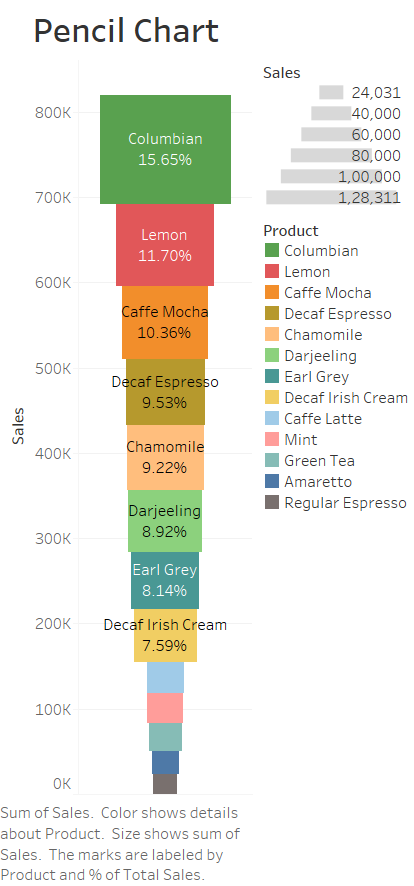 Pencil Chart
Sales
800K
700K
600K
500K
400K
300K
200K
100K
0K
Columbian
15.65%
Lemon
11.70%
Caffe Mocha
10.36%
Decaf Espresso
9.53%
Chamomile
9.22%
Darjeeling
8.92%
Earl Grey
8.14%
Decaf Irish Cream
7.59%
Sales
24,031
40,000
60,000
80,000
1,00,000
1,28,311
Product
Columbian
Lemon
Caffe Mocha
Decaf Espresso
Chamomile
Darjeeling
Earl Grey
Decaf Irish Cream
Caffe Latte
Mint
Green Tea
Amaretto
Regular Espresso
Sum of Sales. Color shows details
about Product. Size shows sum of
Sales. The marks are labeled by
Product and % of Total Sales.